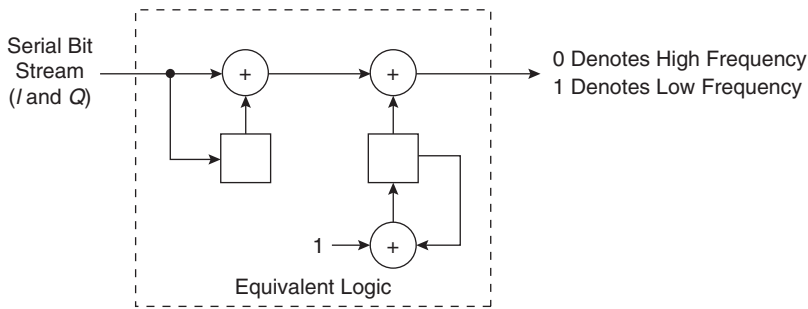 Serial Bit
Stream
(I and Q)
+
+
0 Denotes High Frequency
1 Denotes Low Frequency
1
+
Equivalent Logic